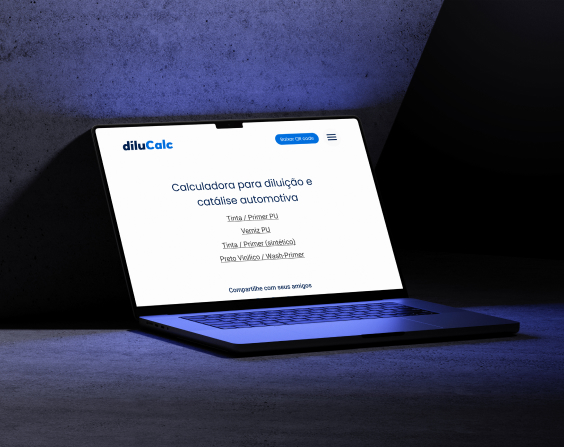 diluCalc
Baixar QR code
Calculadora para diluição e
catálise automotiva
Tinta / Primer PU
Verniz PU
Tinta / Primer (sintético)
Preto Vinílico / Wash-Primer
Compartilhe com seus amigos